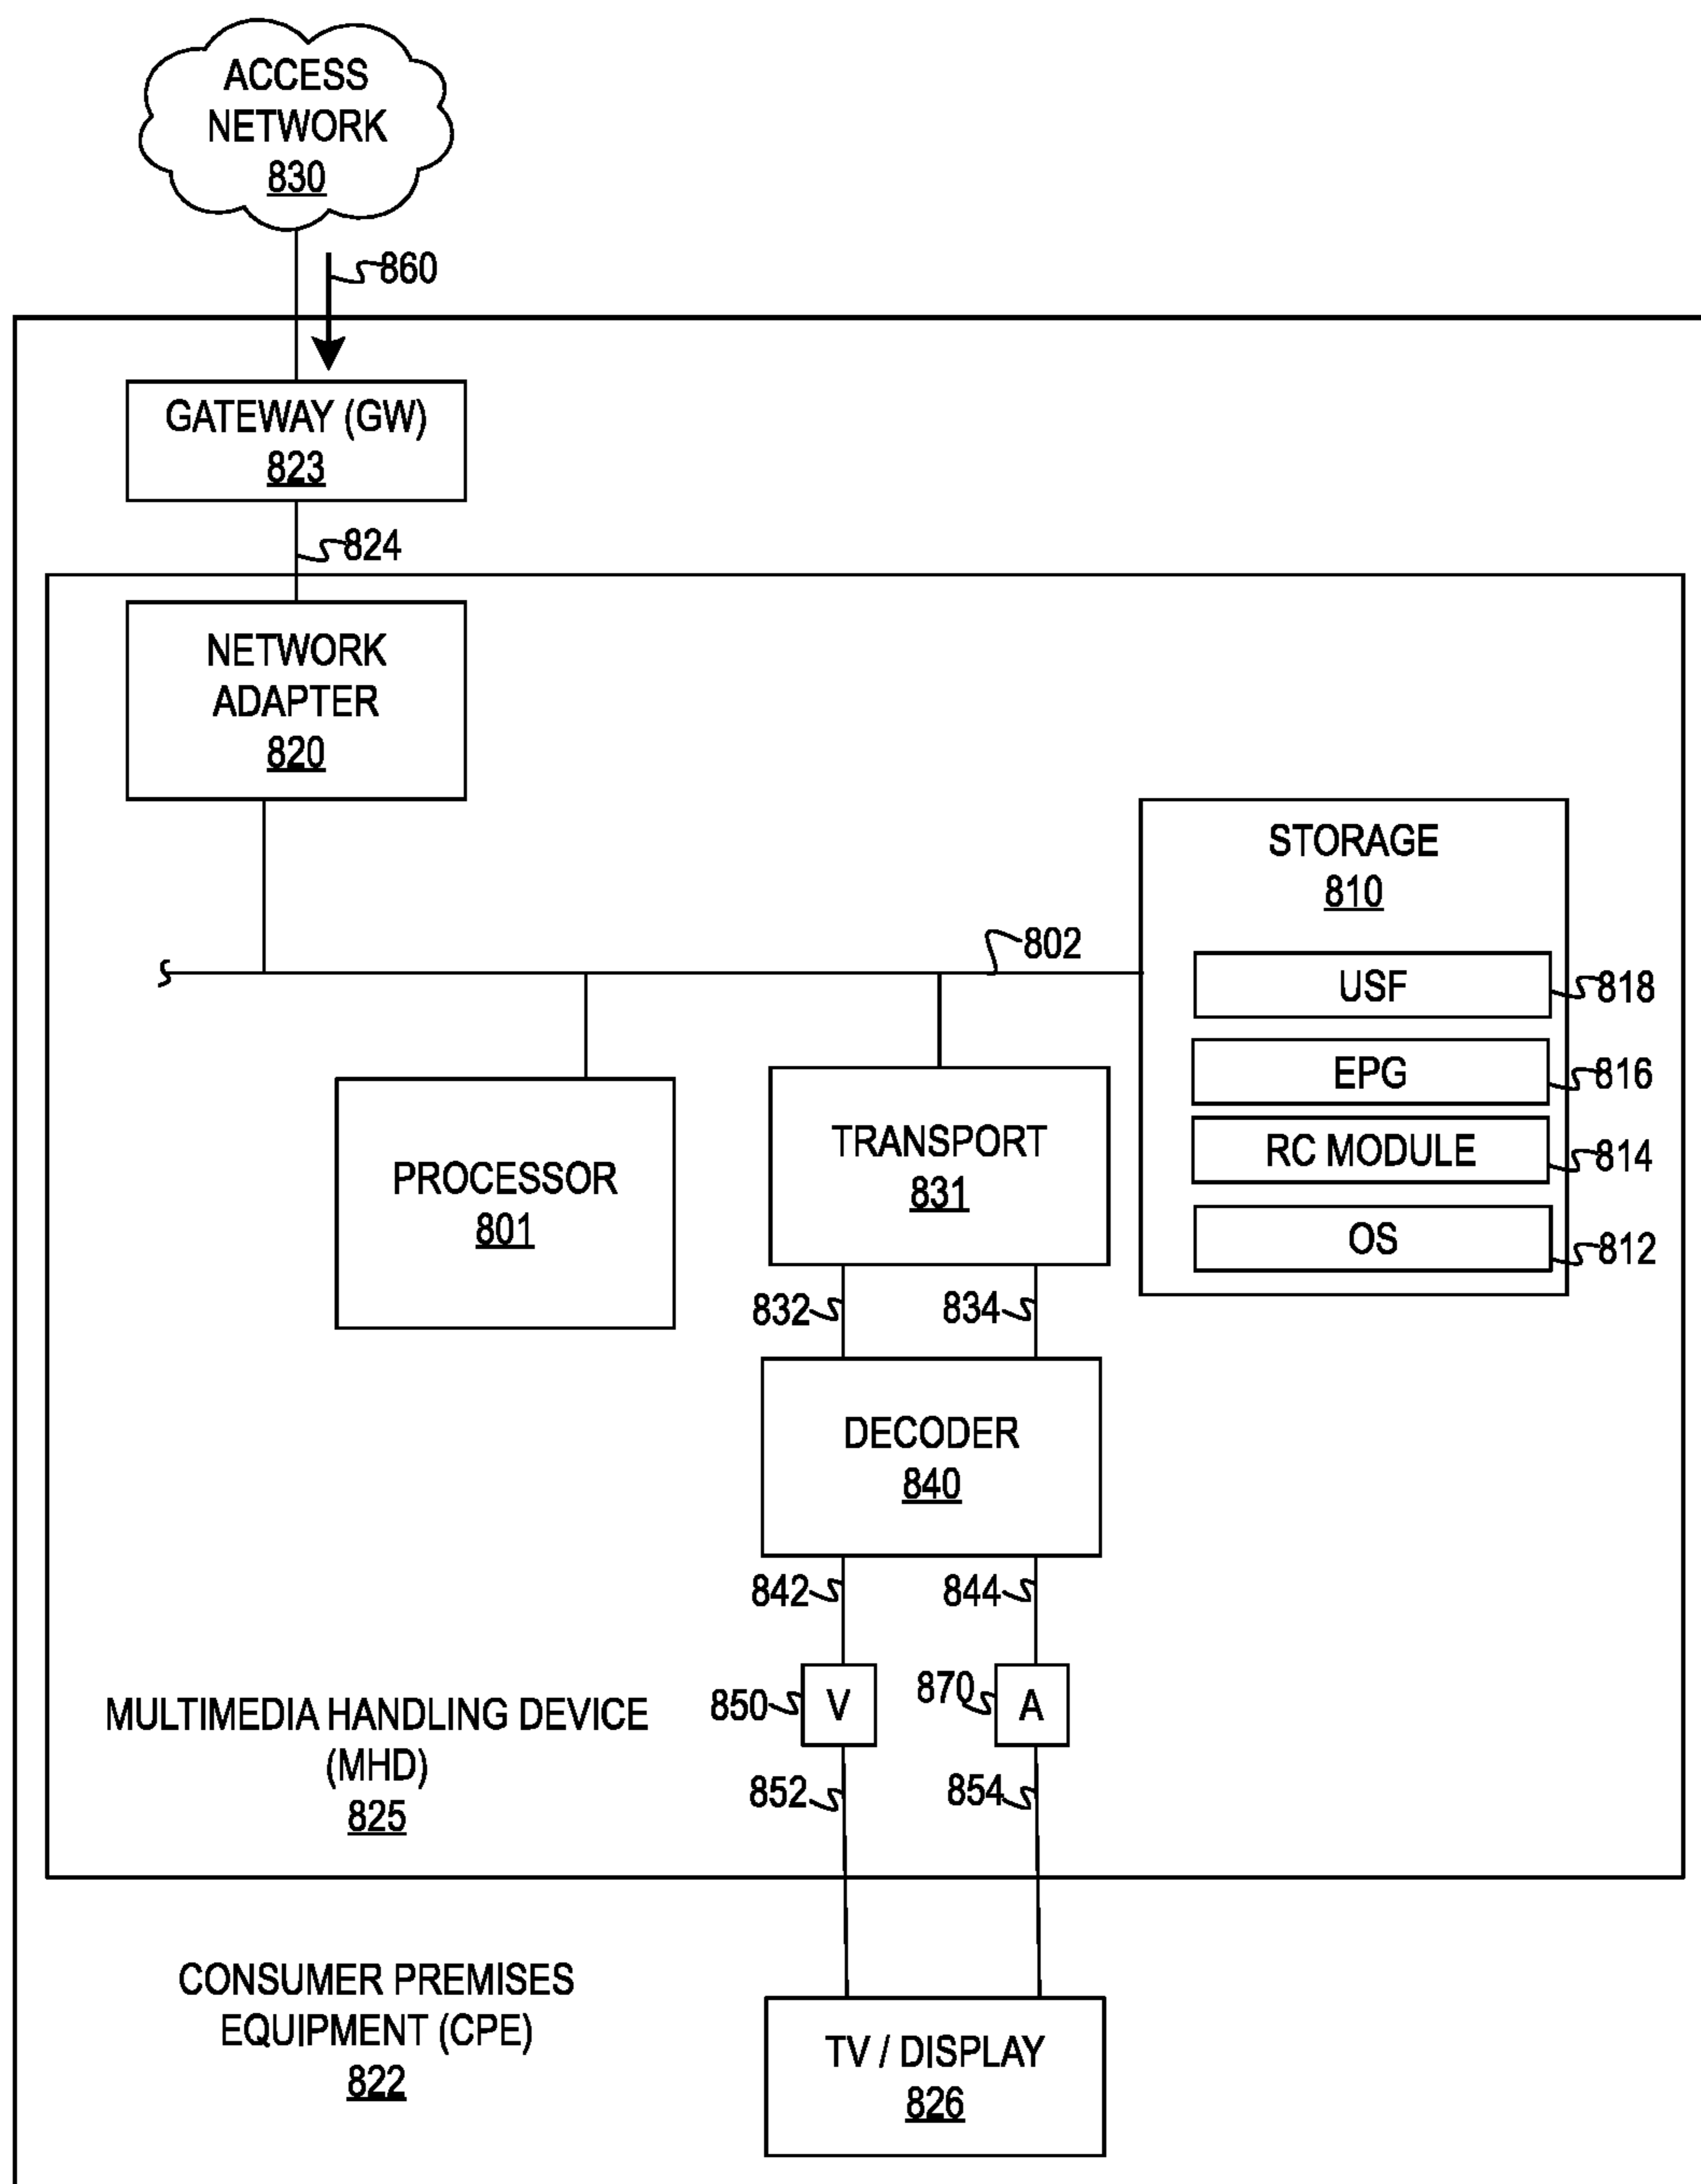 ACCESS
NETWORK
830
860
GATEWAY (GW)
823
824
NETWORK
ADAPTER
820
STORAGE
810
802
USF
818
EPG
816
RC MODULE
814
OS
812
PROCESSOR
801
TRANSPORT
831
832
834
DECODER
840
842
844
850
V
870
A
852
854
MULTIMEDIA HANDLING DEVICE
(MHD)
825
CONSUMER PREMISES
EQUIPMENT (CPE)
822
TV / DISPLAY
826